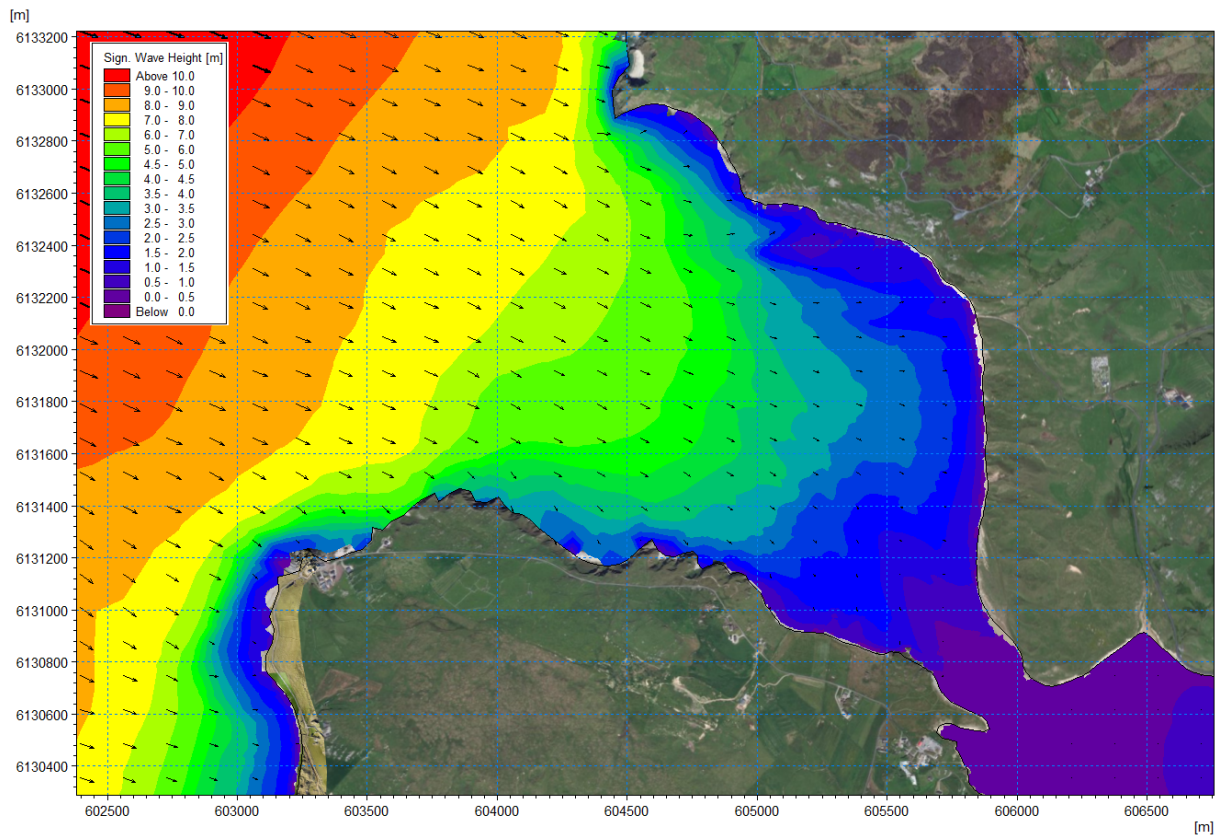 [m]
6133200
6133000
6132800
6132600
6132400
6132200
6132000
6131800
6131600
6131400
6131200
6131000
6130800
6130600
6130400
Sign. Wave Height [m]
Above 10.0
9.0 - 10.0
8.0 - 9.0
7.0 - 8.0
6.0 - 7.0
5.0 - 6.0
4.5 - 5.0
4.0 - 4.5
3.5 - 4.0
3.0 - 3.5
2.5 - 3.0
2.0 - 2.5
1.5 - 2.0
1.0 - 1.5
0.5 - 1.0
0.0 - 0.5
Below 0.0
602500 603000 603500 604000 604500 605000 605500 606000 606500
[m]